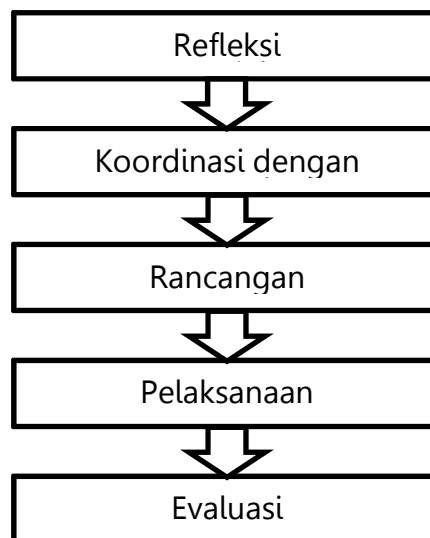 Refleksi
Koordinasi dengan
Rancangan
Pelaksanaan
Evaluasi